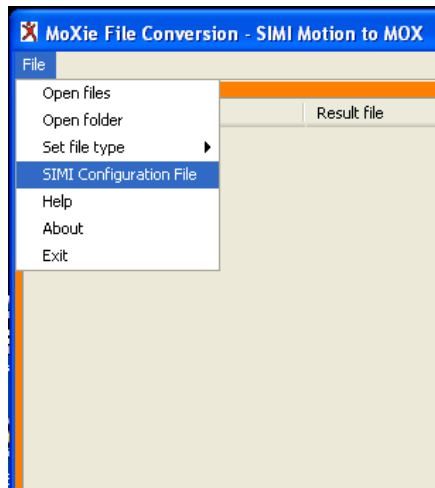 MoXie File Conversion - SIMI Motion to MOX
File
Open files
Open folder
Result file
Set file type
SIMI Configuration File
Help
About
Exit